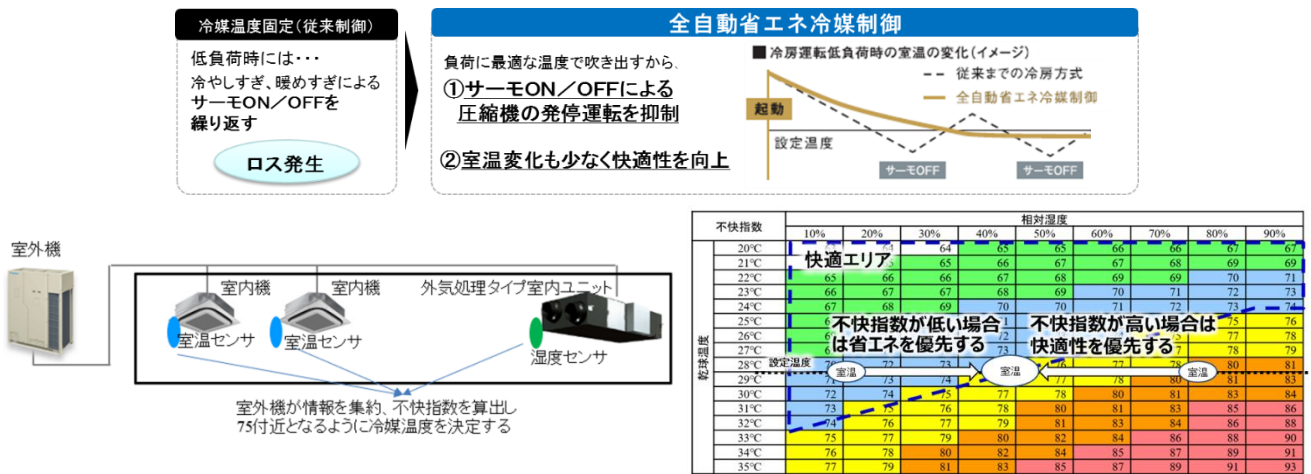 冷媒温度固定(従来制御)
低負荷時には・・・
冷やしすぎ、暖めすぎによる
サーモON／OFFを
繰り返す
ロス発生
全自動省エネ冷媒制御
負荷に最適な温度で吹き出すから、
①サーモON／OFFによる
圧縮機の発停運転を抑制
②室温変化も少なく快適性を向上
■冷房運転低負荷時の室温の変化(イメージ)
従来までの冷房方式
全自動省エネ冷媒制御
起動
設定温度
サーモOFF
サーモOFF
室外機
室内機
室内機
外気処理タイプ室内ユニット
室温センサ
室温センサ
湿度センサ
室外機が情報を集約、不快指数を算出し
75付近となるように冷媒温度を決定する
不快指数
相対湿度
10% 20% 30% 40% 50% 60% 70% 80% 90%
乾球温度
快適エリア
20℃ 64 65 65 66 66 67 67
21℃ 65 66 67 67 68 69 69
22℃ 65 66 66 67 68 69 69 70 71
23℃ 66 67 67 68 69 70 71 72 73
24℃ 67 68 69 70 70 71 72 73 74
25℃ 75 76
不快指数が低い場合
は省エネを優先する
不快指数が高い場合は
快適性を優先する
26℃ 72 77 78
27℃ 73 78 79
設定温度
28℃ 72 73 76 77 78 80 81
室温
室温
室温
29℃ 71 73 74 77 78 80 81 83
30℃ 72 74 75 77 78 80 81 83 84
31℃ 73 75 76 78 80 81 83 85 86
32℃ 74 76 77 79 81 83 84 86 88
33℃ 75 77 79 80 82 84 86 88 90
34℃ 76 78 80 82 84 85 87 89 91
35℃ 77 79 81 83 85 87 89 91